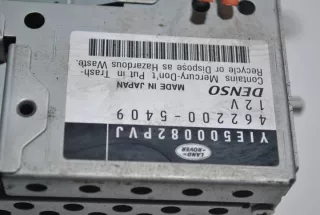 LAND-
ROVER
YIE500082PVJ
462200-5409
12V
DENSO
MADE IN JAPAN
Contains Mercury-Don't Put in Trash-
Recycle or Dispose as Hazardous Waste.